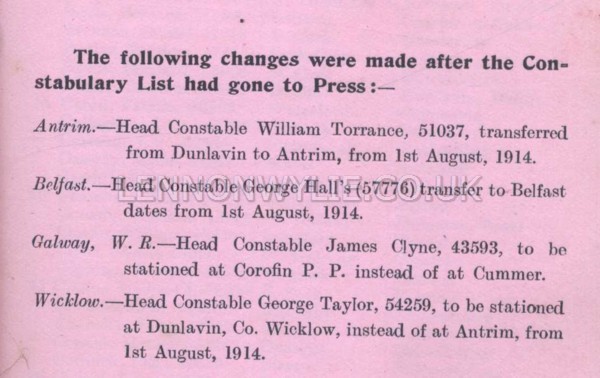 The following changes were made after the Con-
stabulary List had gone to Press :—
Antrim.—Head Constable William Torrance, 51037, transferred
from Dunlavin to Antrim, from 1st August, 1914.
Belfast.—Head Constable George Hall's (57776) transfer to Belfast
dates from 1st August, 1914.
Galway, W. R.—Head Constable James Clyne, 43593, to be
stationed at Corofin P. P. instead of at Cummer.
Wicklow.—Head Constable George Taylor, 54259, to be stationed
at Dunlavin, Co. Wicklow, instead of at Antrim, from
1st August, 1914.
LENNONWYLIE.CO.UK